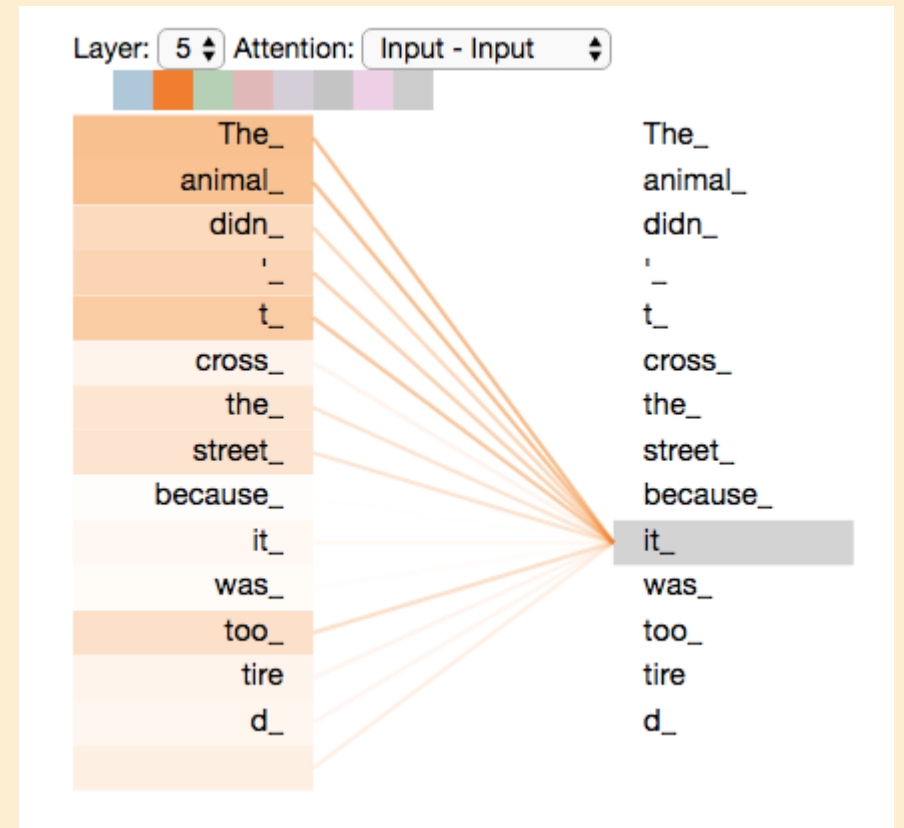 Layer: 5 Attention: Input - Input
The_ The_
animal_ animal_
didn_ didn_
'_ '_
t_ t_
cross_ cross_
the_ the_
street_ street_
because_ because_
it_ it_
was_ was_
too_ too_
tire tire
d_ d_